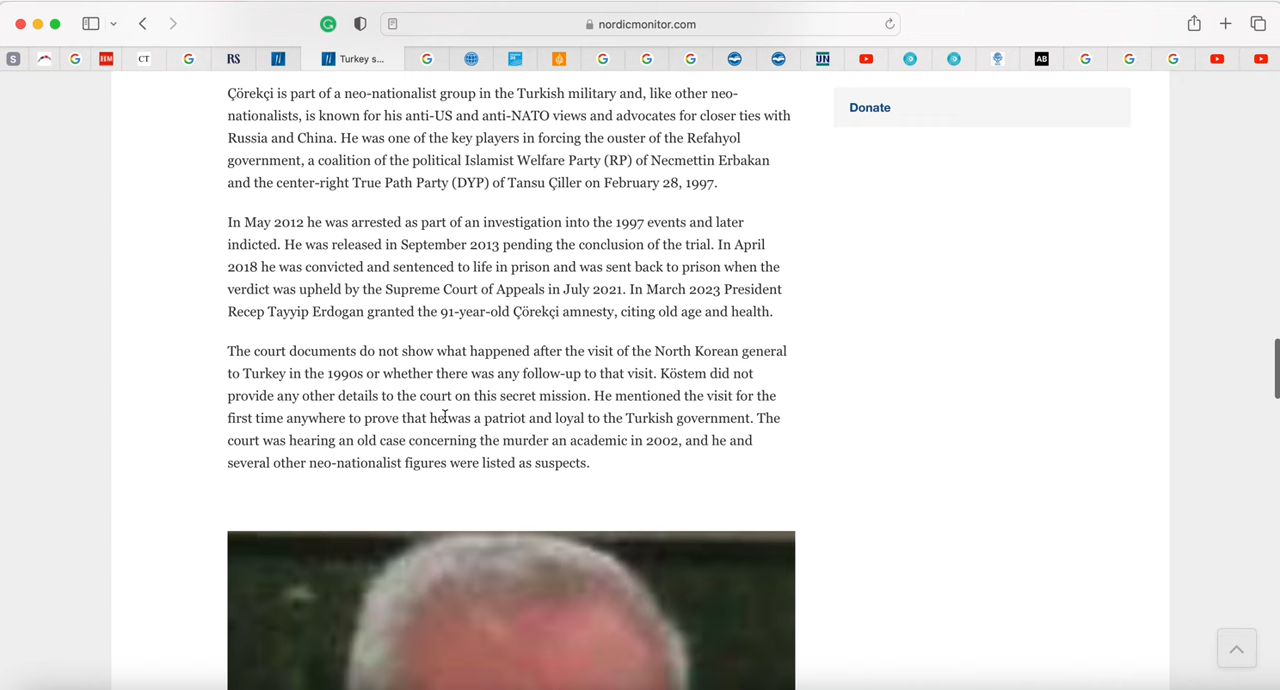 nordicmonitor.com
S
HM
CT
RS
Turkey s...
UN
AB
Çörekçi is part of a neo-nationalist group in the Turkish military and, like other neo-
nationalists, is known for his anti-US and anti-NATO views and advocates for closer ties with
Russia and China. He was one of the key players in forcing the ouster of the Refahyol
government, a coalition of the political Islamist Welfare Party (RP) of Necmettin Erbakan
and the center-right True Path Party (DYP) of Tansu Çiller on February 28, 1997.
Donate
In May 2012 he was arrested as part of an investigation into the 1997 events and later
indicted. He was released in September 2013 pending the conclusion of the trial. In April
2018 he was convicted and sentenced to life in prison and was sent back to prison when the
verdict was upheld by the Supreme Court of Appeals in July 2021. In March 2023 President
Recep Tayyip Erdogan granted the 91-year-old Çörekçi amnesty, citing old age and health.
The court documents do not show what happened after the visit of the North Korean general
to Turkey in the 1990s or whether there was any follow-up to that visit. Köstem did not
provide any other details to the court on this secret mission. He mentioned the visit for the
first time anywhere to prove that he was a patriot and loyal to the Turkish government. The
court was hearing an old case concerning the murder an academic in 2002, and he and
several other neo-nationalist figures were listed as suspects.